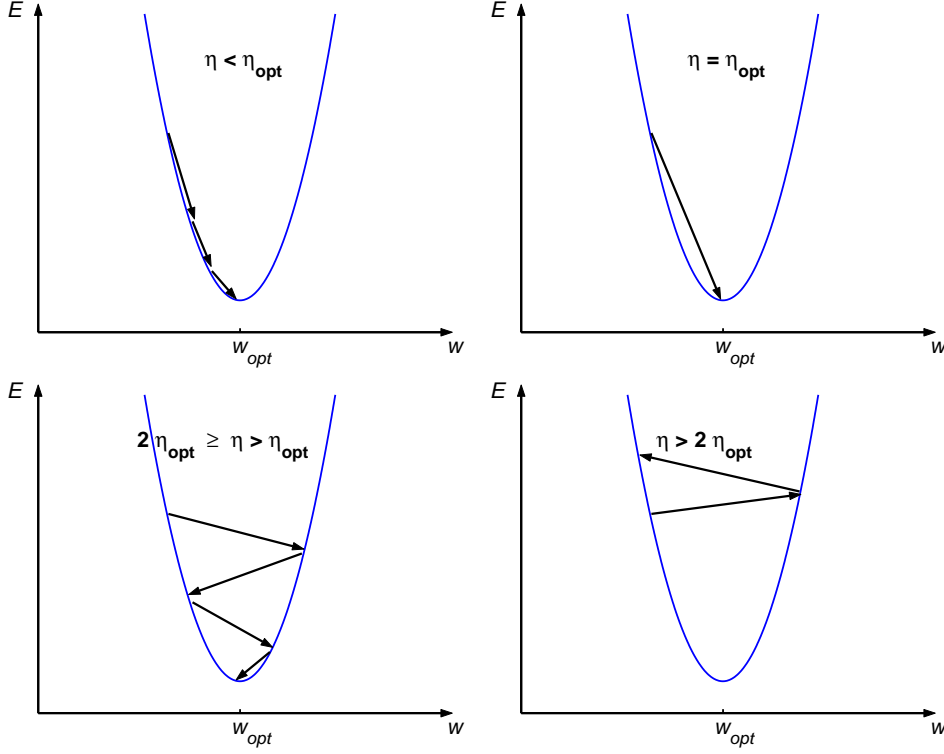 E
η < η_opt
w_opt
w
E
η = η_opt
w_opt
w
E
2 η_opt ≥ η > η_opt
w_opt
w
E
η > 2 η_opt
w_opt
w